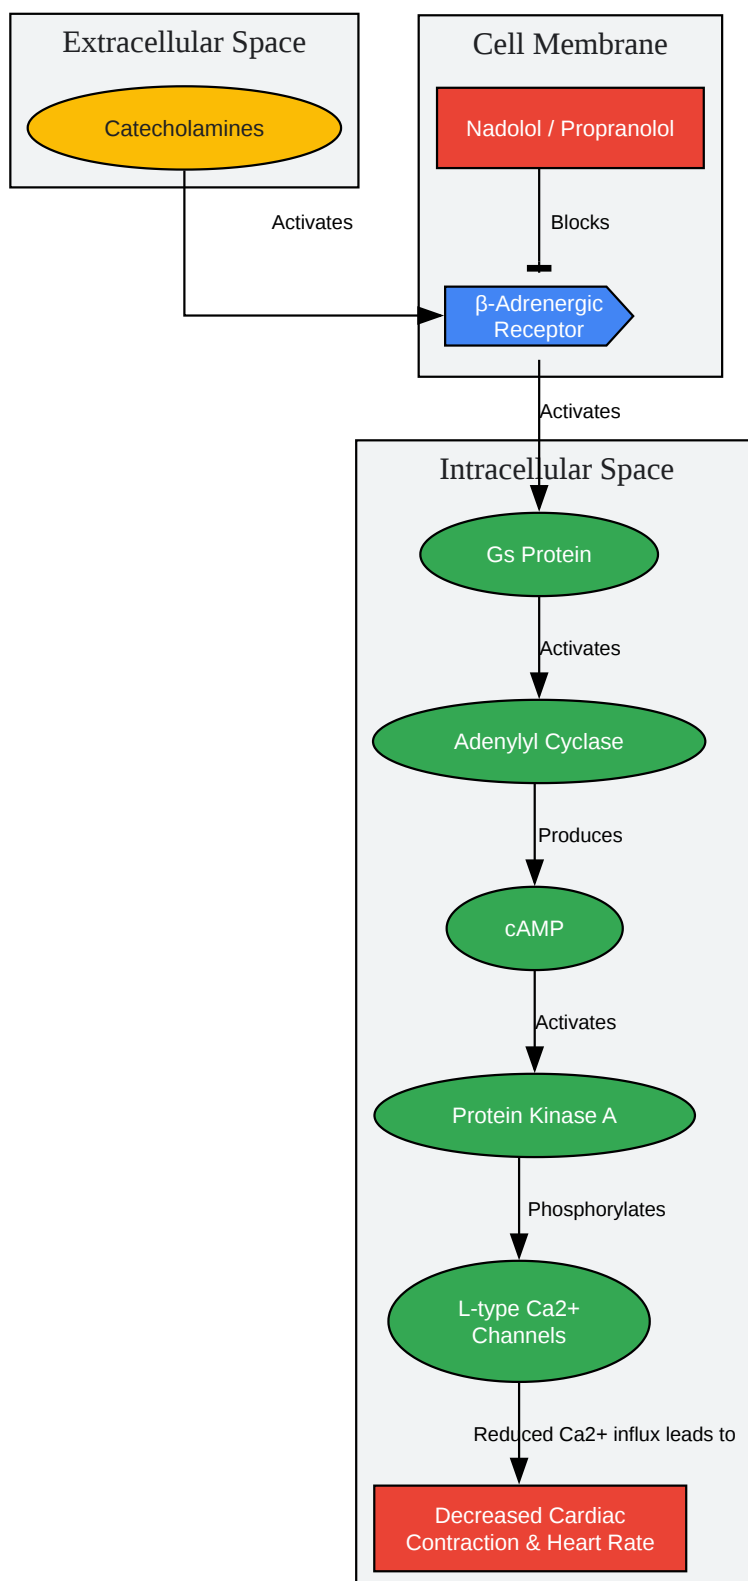 Extracellular Space
Cell Membrane
Catecholamines
Nadolol / Propranolol
Activates
Blocks
β-Adrenergic
Receptor
Activates
Intracellular Space
Gs Protein
Activates
Adenylyl Cyclase
Produces
cAMP
Activates
Protein Kinase A
Phosphorylates
L-type Ca2+
Channels
Reduced Ca2+ influx leads to
Decreased Cardiac
Contraction & Heart Rate